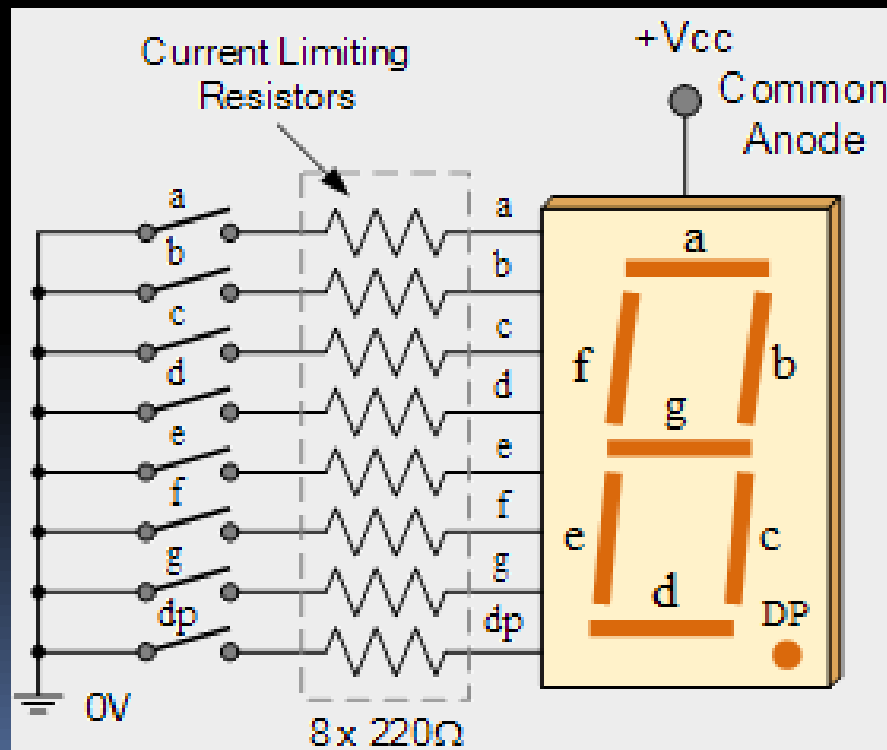 Current Limiting
Resistors
+Vcc
Common
Anode
a
b
c
d
e
f
g
dp
a
b
c
d
e
f
g
dp
a
f
b
g
e
c
d
DP
0V
8 x 220Ω